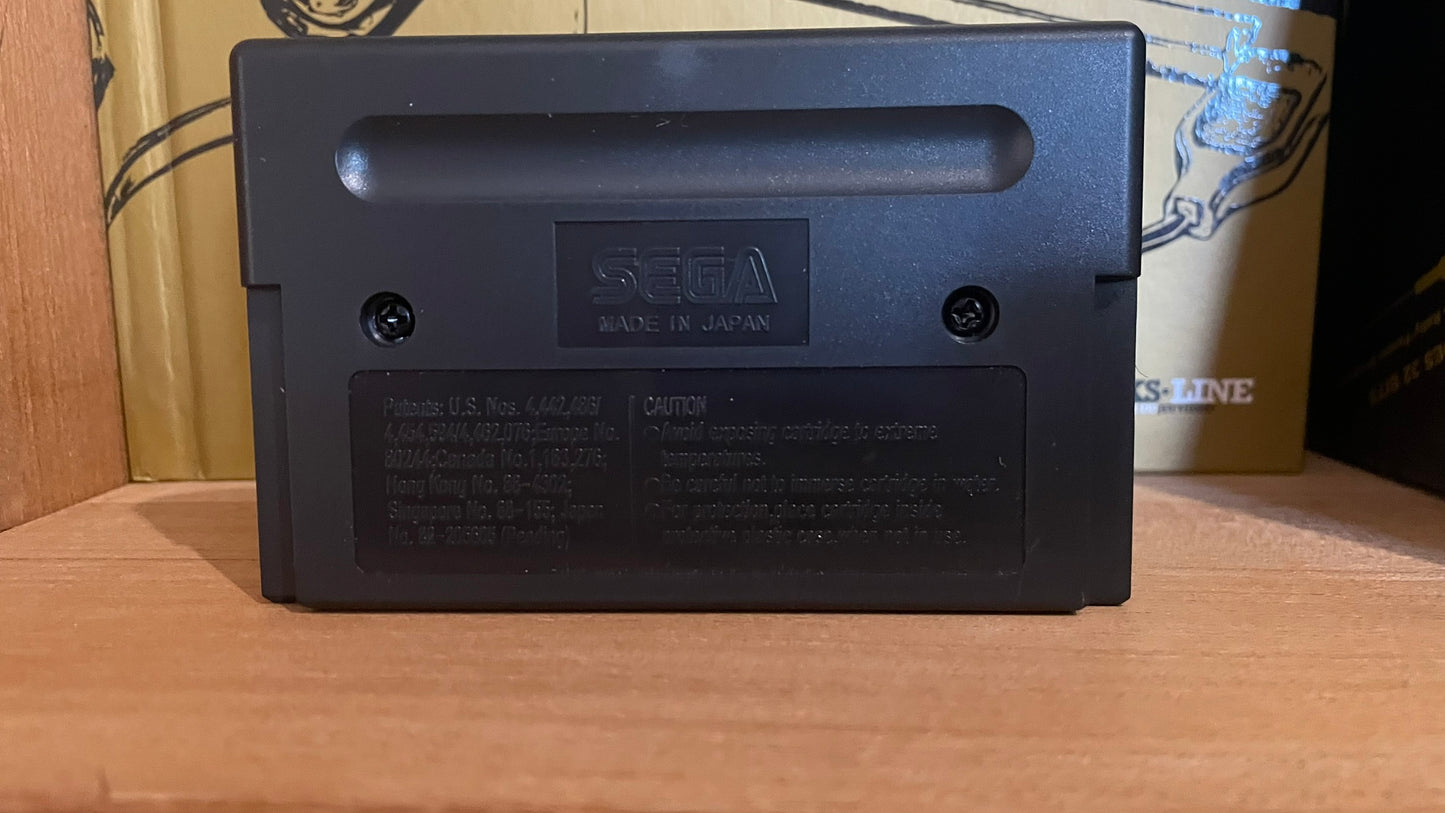 SEGA
MADE IN JAPAN
Patents: U.S. Nos. 4,442,486/
4,454,594/4,462,076;Europe No.
80244;Canada No.1,183,276;
Hong Kong No. 88-4302;
Singapore No. 88-155; Japan
No. 82-205605 (Pending)
CAUTION
Avoid exposing cartridge to extreme
temperatures.
Be careful not to immerse cartridge in water.
For protection,place cartridge inside
protective plastic case,when not in use.
KS-LINE